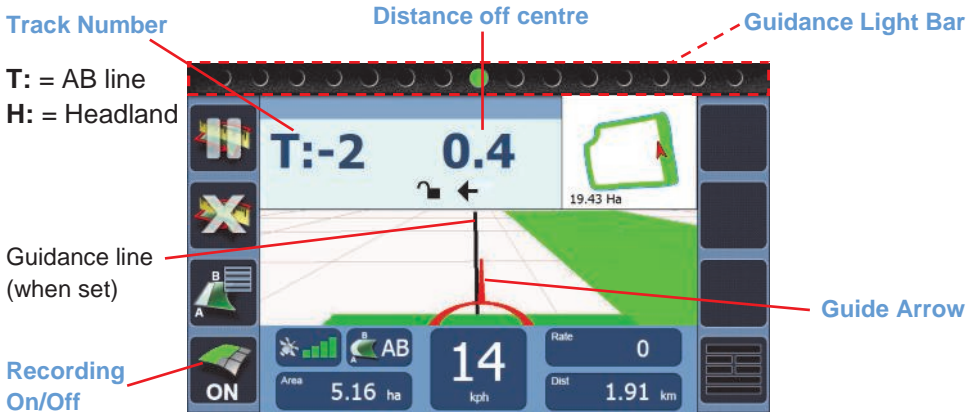 Track Number
Distance off centre
Guidance Light Bar
T: = AB line
H: = Headland
T:-2 0.4
19.43 Ha
Guidance line
(when set)
B
A
Guide Arrow
Recording
On/Off
ON
B
A
AB
Area
5.16 ha
14
kph
Rate
0
Dist
1.91 km